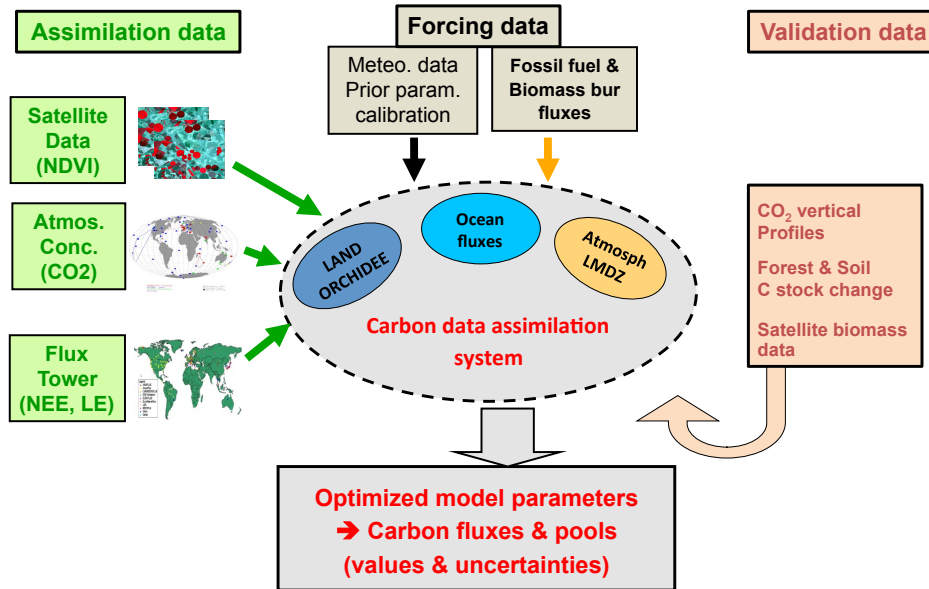 Assimilation data
Forcing data
Validation data
Meteo. data
Prior param.
calibration
Fossil fuel &
Biomass bur
fluxes
Satellite
Data
(NDVI)
Atmos.
Conc.
(CO2)
Flux
Tower
(NEE, LE)
LAND
ORCHIDEE
Ocean
fluxes
Atmosph
LMDZ
Carbon data assimilation
system
CO₂ vertical
Profiles
Forest & Soil
C stock change
Satellite biomass
data
Optimized model parameters
➔ Carbon fluxes & pools
(values & uncertainties)